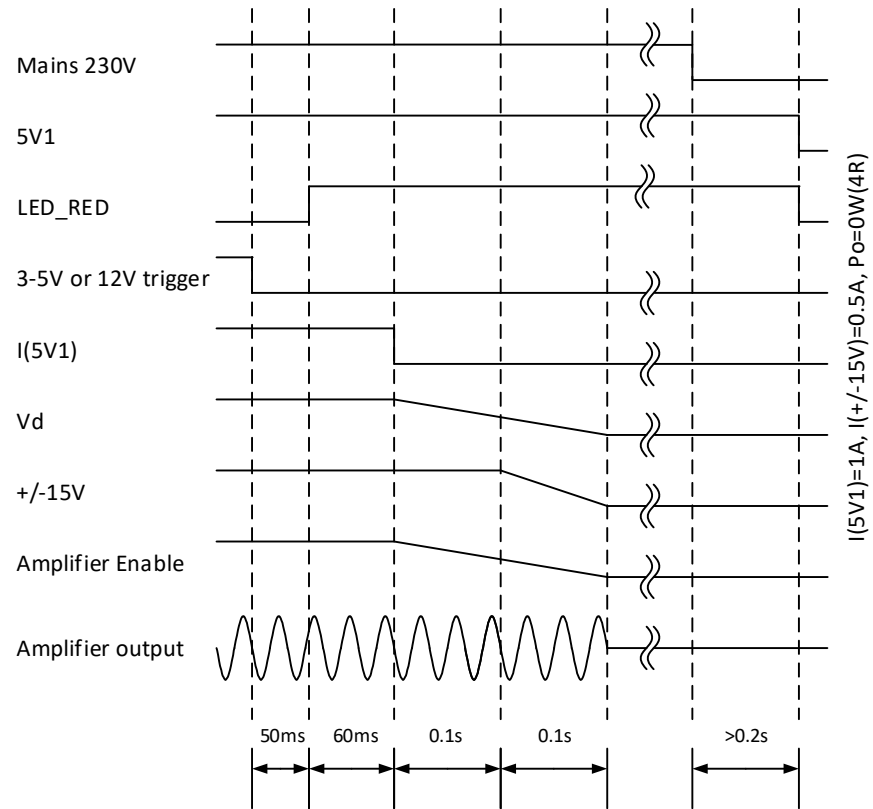 Mains 230V
5V1
LED_RED
3-5V or 12V trigger
I(5V1)
Vd
+/-15V
Amplifier Enable
Amplifier output
50ms 60ms 0.1s 0.1s >0.2s
I(5V1)=1A, I(+/-15V)=0.5A, Po=0W(4R)